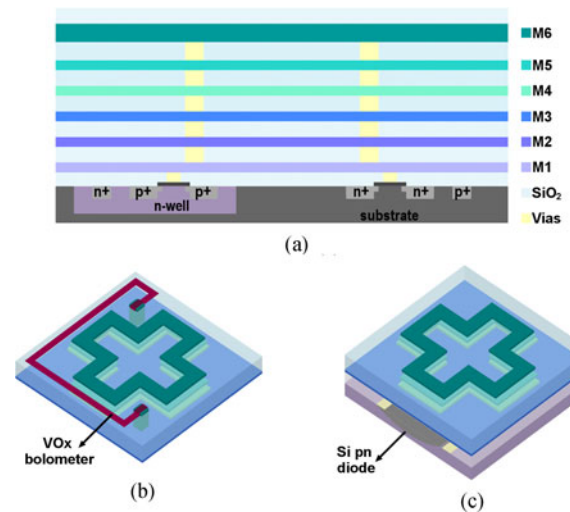 M6
M5
M4
M3
M2
M1
SiO₂
Vias
n+ p+ p+ n+ n+ p+
n-well substrate
(a)
VOx
bolometer
(b)
Si pn
diode
(c)